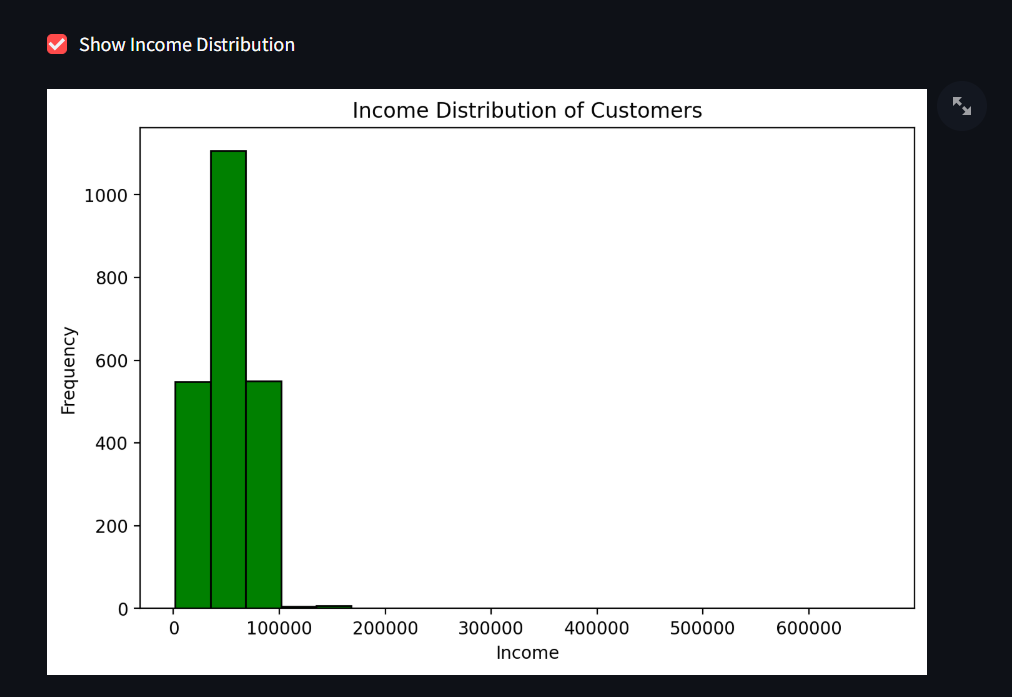 Show Income Distribution
Income Distribution of Customers
1000
800
600
400
200
0
Frequency
0 100000 200000 300000 400000 500000 600000
Income